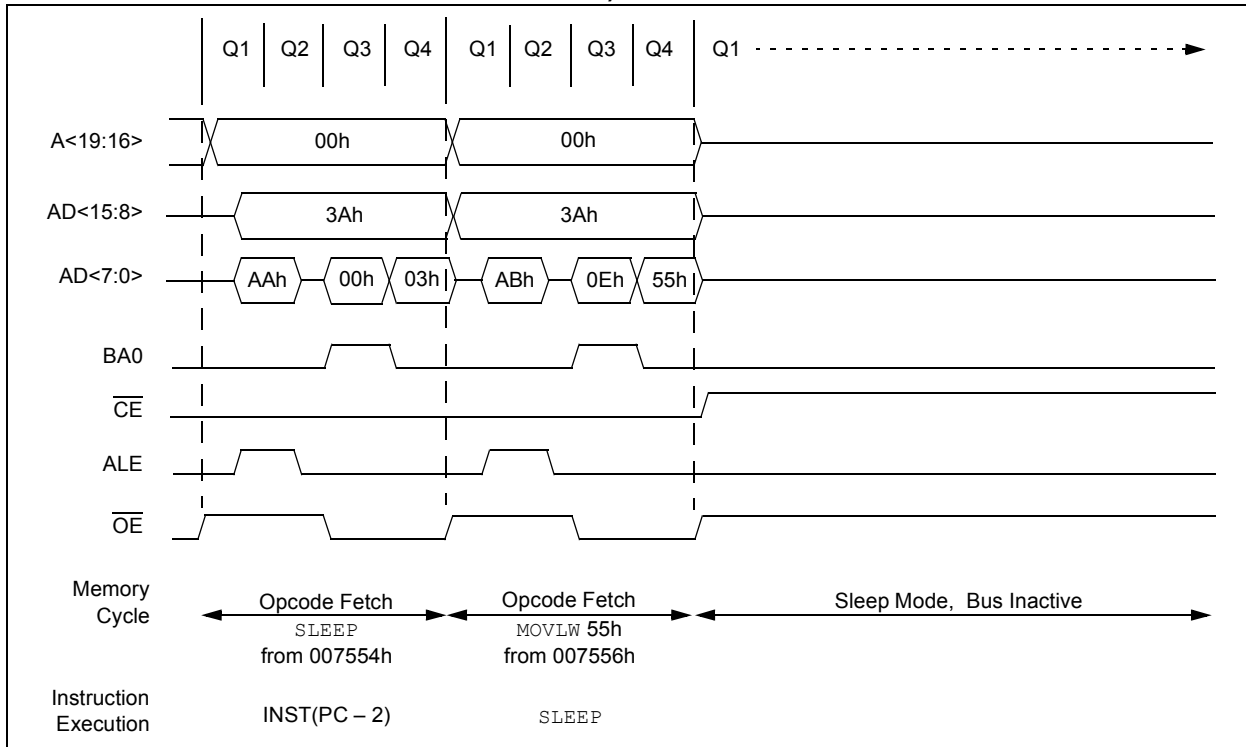 Q1 Q2 Q3 Q4 Q1 Q2 Q3 Q4 Q1
A<19:16> 00h 00h
AD<15:8> 3Ah 3Ah
AD<7:0> AAh 00h 03h ABh 0Eh 55h
BA0
CE
ALE
OE
Memory
Cycle
Opcode Fetch
SLEEP
from 007554h
Opcode Fetch
MOVLW 55h
from 007556h
Sleep Mode, Bus Inactive
Instruction
Execution
INST(PC – 2)
SLEEP